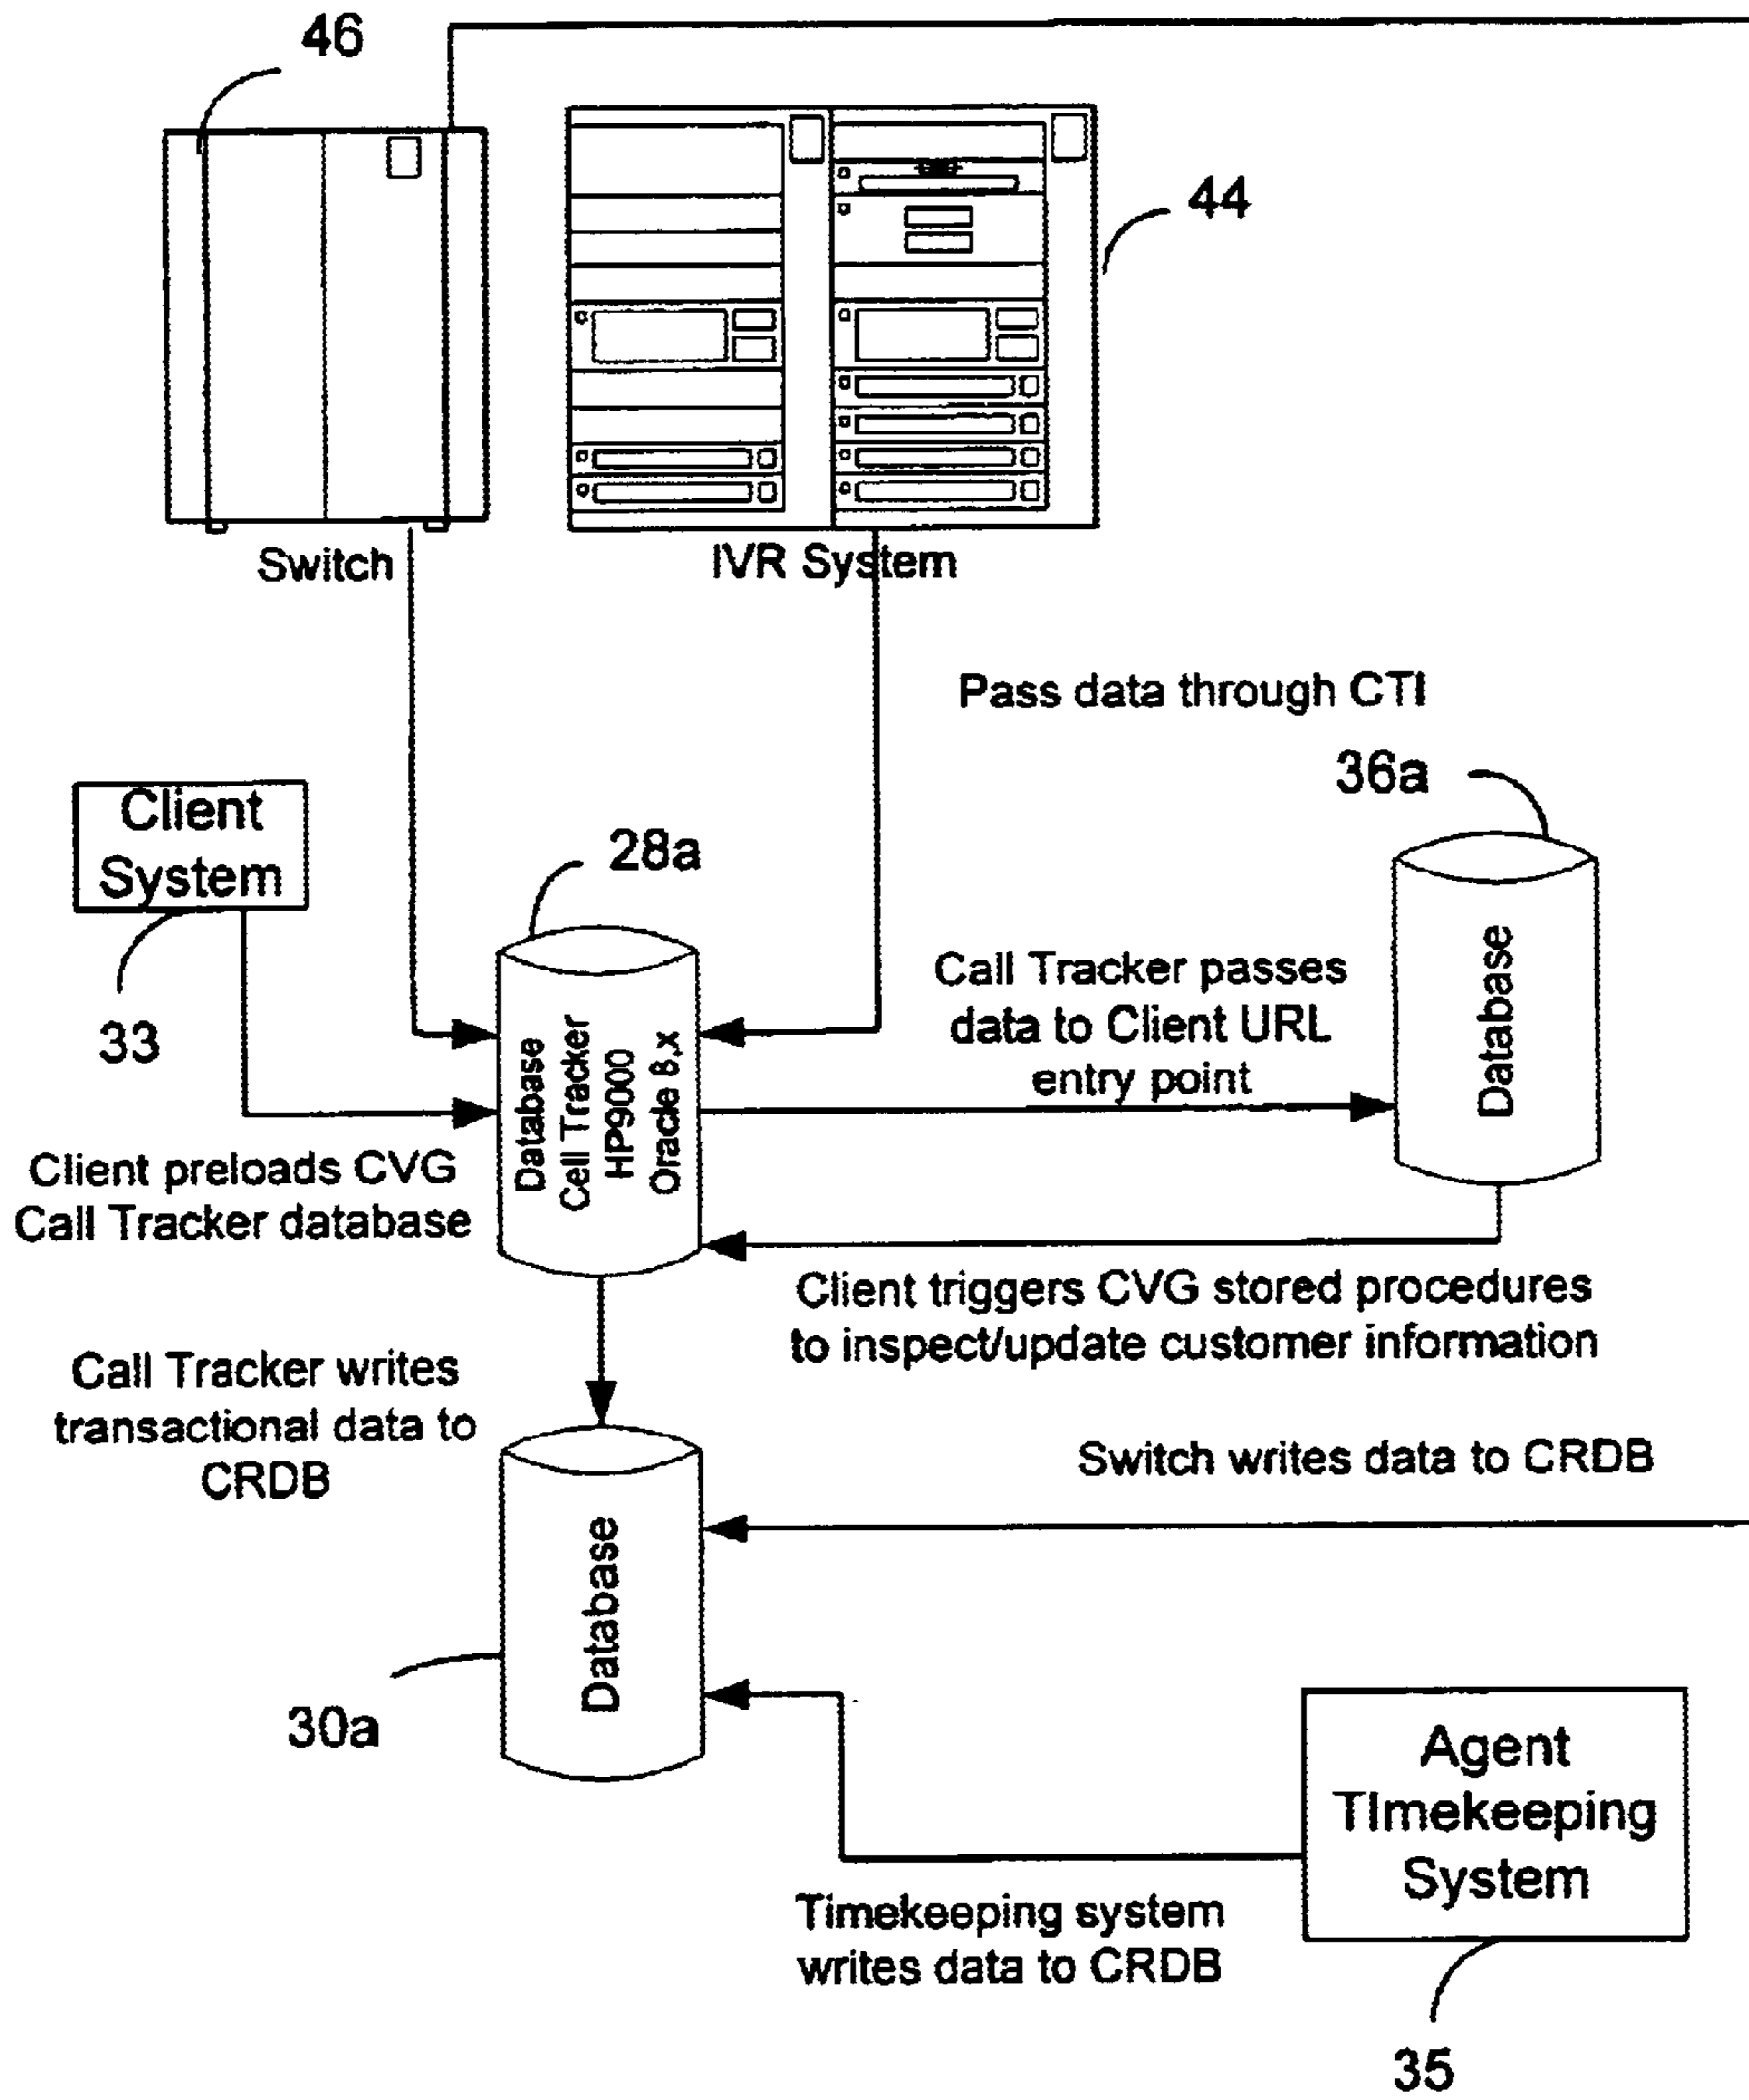 46
44
Switch
IVR System
Pass data through CTI
36a
Client
System
28a
33
Database
Cell Tracker
HP9000
Oracle 8.x
Call Tracker passes
data to Client URL
entry point
Database
Client preloads CVG
Call Tracker database
Client triggers CVG stored procedures
to inspect/update customer information
Call Tracker writes
transactional data to
CRDB
Switch writes data to CRDB
Database
30a
Agent
TImekeeping
System
Timekeeping system
writes data to CRDB
35